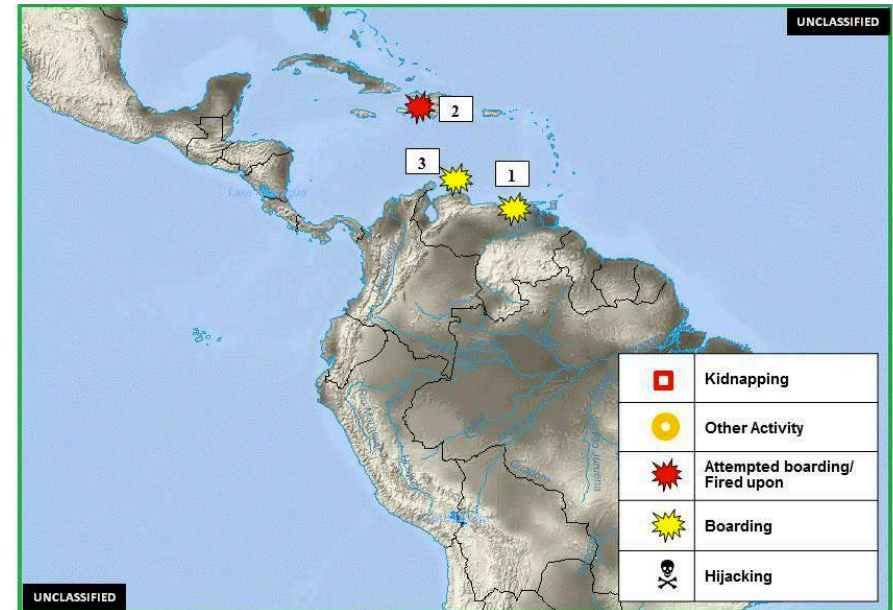 UNCLASSIFIED
2
3
1
Kidnapping
Other Activity
Attempted boarding/
Fired upon
Boarding
Hijacking
UNCLASSIFIED